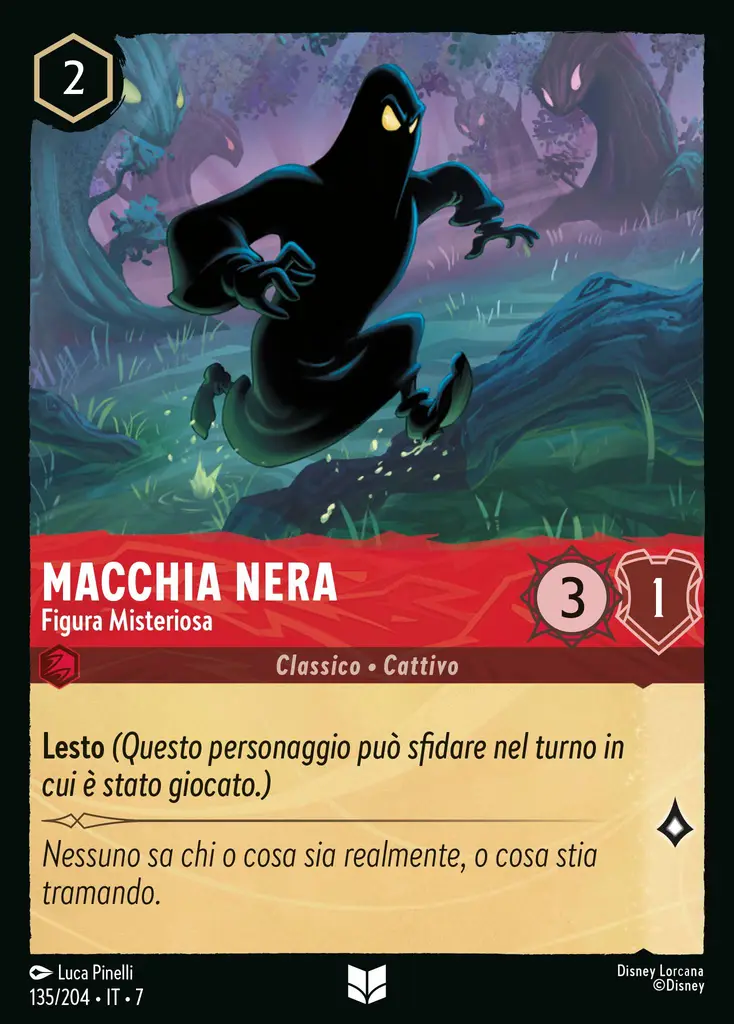 2
MACCHIA NERA
Figura Misteriosa
3
1
Classico • Cattivo
Lesto (Questo personaggio può sfidare nel turno in
cui è stato giocato.)
Nessuno sa chi o cosa sia realmente, o cosa stia
tramando.
Luca Pinelli
135/204 • IT • 7
Disney Lorcana
©Disney